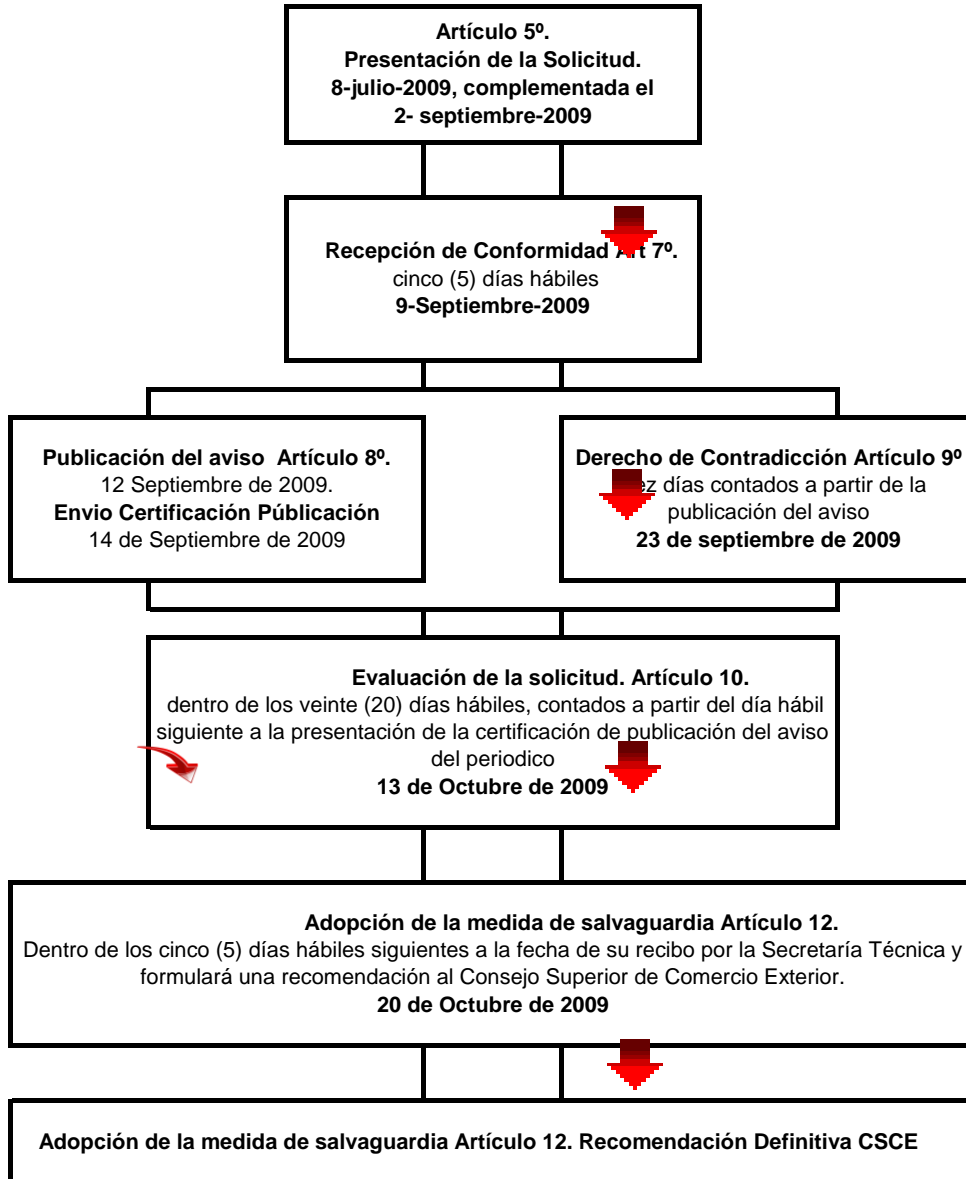 Artículo 5º.
Presentación de la Solicitud.
8-julio-2009, complementada el
2- septiembre-2009
Recepción de Conformidad Art 7º.
cinco (5) días hábiles
9-Septiembre-2009
Publicación del aviso Artículo 8º.
12 Septiembre de 2009.
Envio Certificación Públicación
14 de Septiembre de 2009
Derecho de Contradicción Artículo 9º
ez días contados a partir de la
publicación del aviso
23 de septiembre de 2009
Evaluación de la solicitud. Artículo 10.
dentro de los veinte (20) días hábiles, contados a partir del día hábil
siguiente a la presentación de la certificación de publicación del aviso
del periodico
13 de Octubre de 2009
Adopción de la medida de salvaguardia Artículo 12.
Dentro de los cinco (5) días hábiles siguientes a la fecha de su recibo por la Secretaría Técnica y
formulará una recomendación al Consejo Superior de Comercio Exterior.
20 de Octubre de 2009
Adopción de la medida de salvaguardia Artículo 12. Recomendación Definitiva CSCE